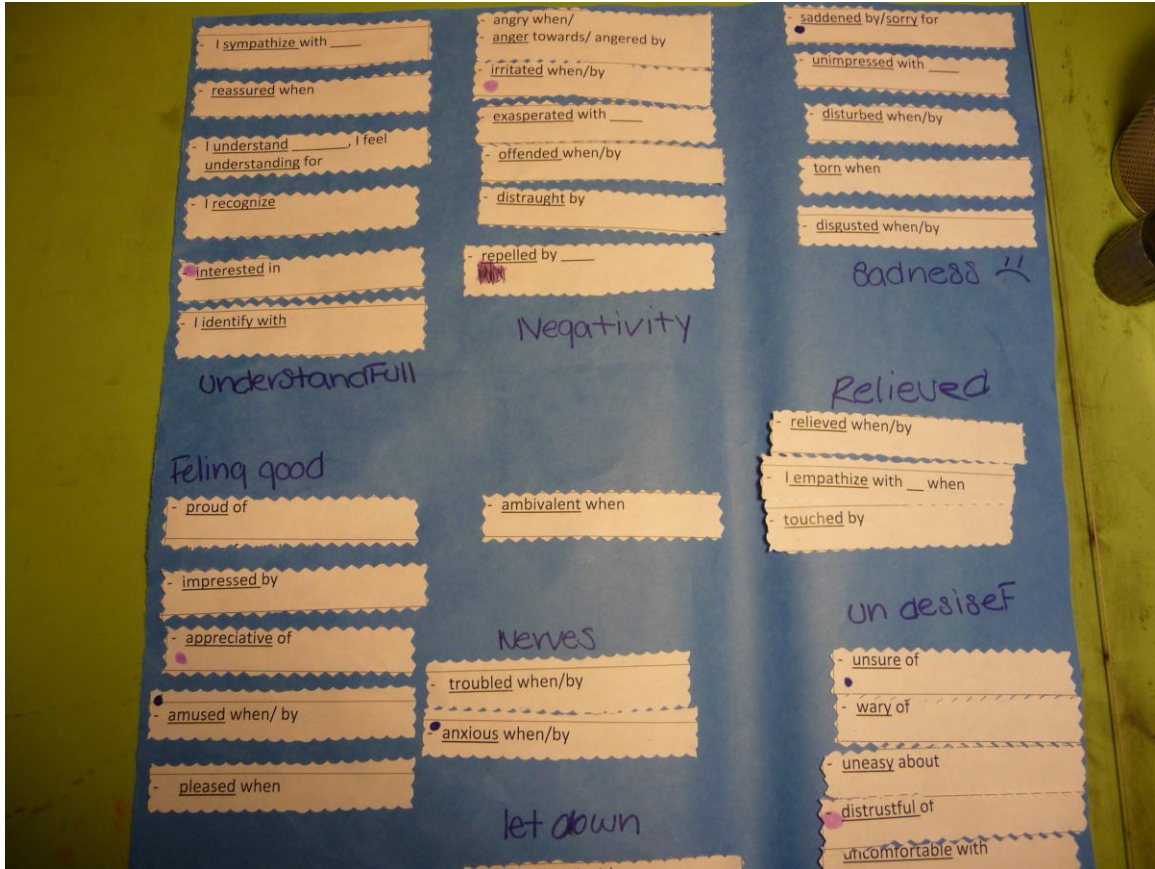 - I sympathize with ____
- reassured when
- I understand _______, I feel
understanding for
- I recognize
- interested in
- I identify with
understandFull
- angry when/
- anger towards/ angered by
- irritated when/by
- exasperated with ____
- offended when/by
- distraught by
- repelled by ____
Negativity
- saddened by/sorry for
- unimpressed with ____
- disturbed when/by
torn when
- disgusted when/by
Sadness
Feling good
- proud of
- impressed by
- appreciative of
- amused when/ by
- pleased when
- ambivalent when
Nerves
- troubled when/by
- anxious when/by
let down
Relieved
- relieved when/by
- I empathize with __ when
- touched by
un desiseF
- unsure of
- wary of
- uneasy about
- distrustful of
uncomfortable with